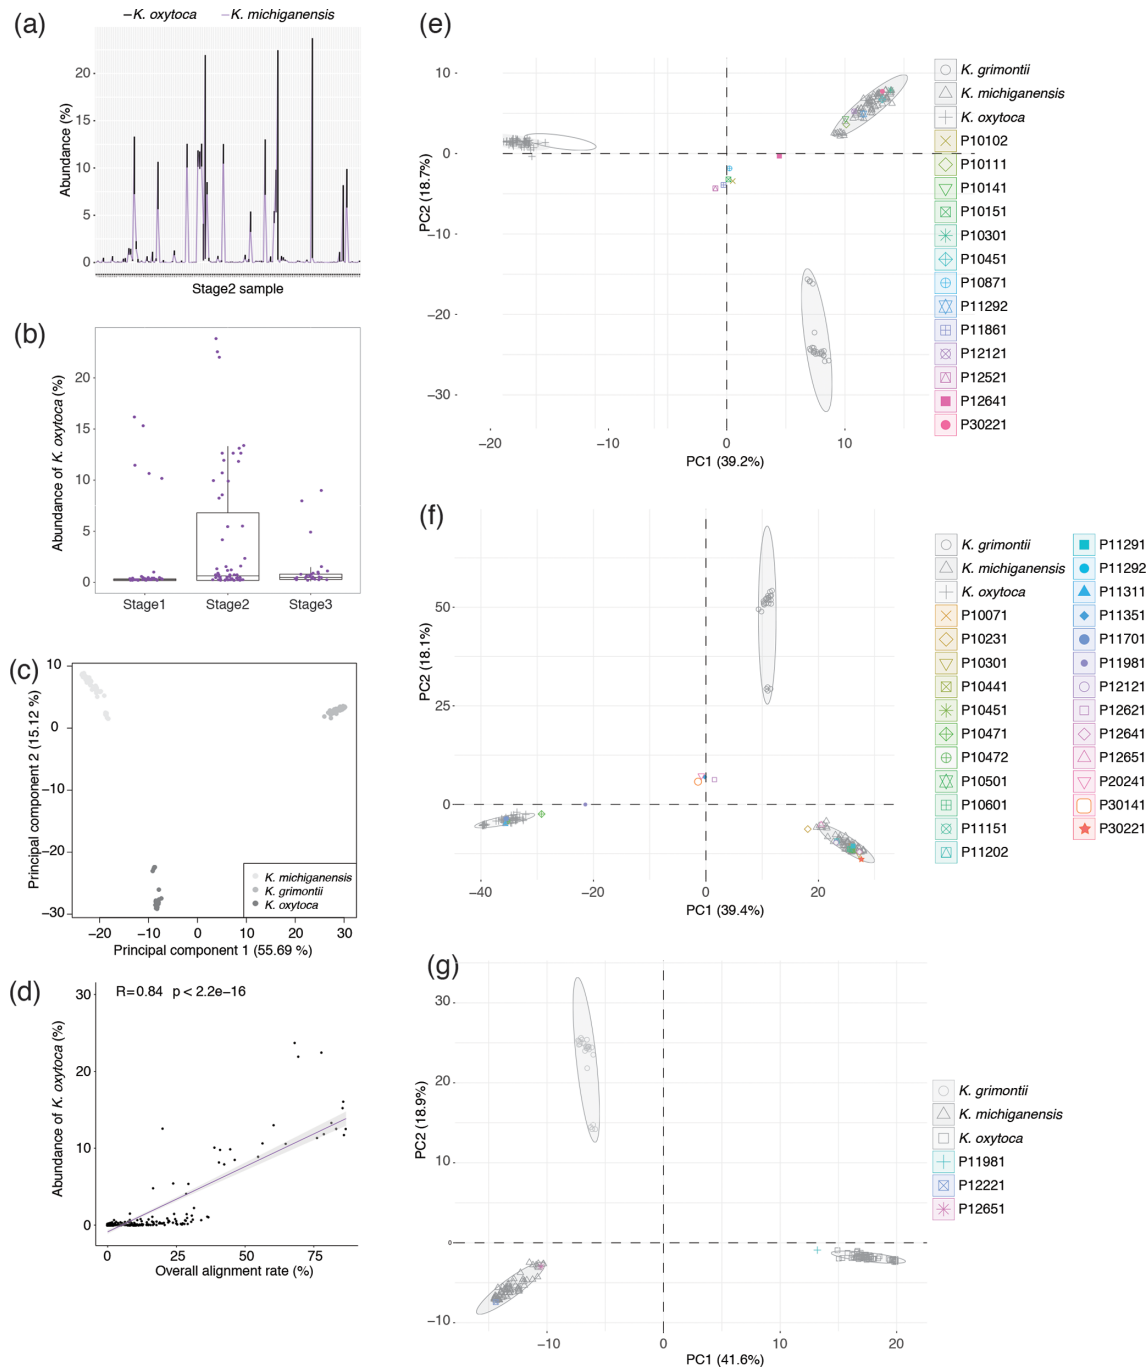 (a)
K. oxytoca
K. michiganensis
Abundance (%)
20
15
10
5
0
Stage2 sample
(b)
Abundance of K. oxytoca (%)
20
15
10
5
0
Stage1
Stage2
Stage3
(c)
Principal component 2 (15.12 %)
10
0
−10
−20
−30
K. michiganensis
K. grimontii
K. oxytoca
−20
−10
0
10
20
30
Principal component 1 (55.69 %)
(d)
R=0.84 p < 2.2e−16
Abundance of K. oxytoca (%)
30
20
10
0
0
25
50
75
Overall alignment rate (%)
(e)
PC2 (18.7%)
10
0
−10
−20
−30
−20
−10
0
10
PC1 (39.2%)
K. grimontii
K. michiganensis
K. oxytoca
P10102
P10111
P10141
P10151
P10301
P10451
P10871
P11292
P11861
P12121
P12521
P12641
P30221
(f)
PC2 (18.1%)
50
25
0
−40
−20
0
20
PC1 (39.4%)
K. grimontii
K. michiganensis
K. oxytoca
P10071
P10231
P10301
P10441
P10451
P10471
P10472
P10501
P10601
P11151
P11202
P11291
P11292
P11311
P11351
P11701
P11981
P12121
P12621
P12641
P12651
P20241
P30141
P30221
(g)
PC2 (18.9%)
30
20
10
0
−10
−10
0
10
20
PC1 (41.6%)
K. grimontii
K. michiganensis
K. oxytoca
P11981
P12221
P12651